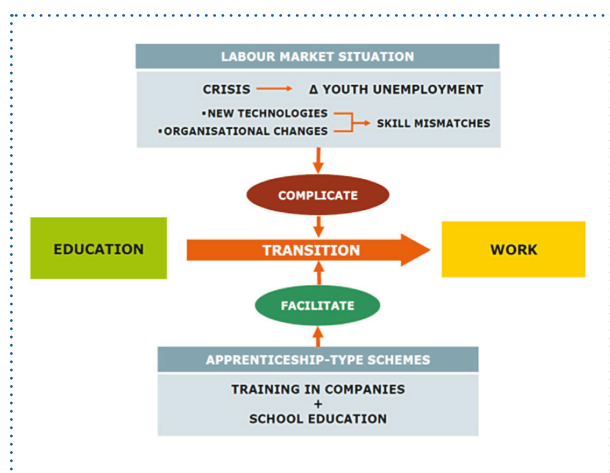 LABOUR MARKET SITUATION
CRISIS Δ YOUTH UNEMPLOYMENT
▪NEW TECHNOLOGIES
▪ORGANISATIONAL CHANGES
SKILL MISMATCHES
COMPLICATE
EDUCATION
TRANSITION
WORK
FACILITATE
APPRENTICESHIP-TYPE SCHEMES
TRAINING IN COMPANIES
+
SCHOOL EDUCATION